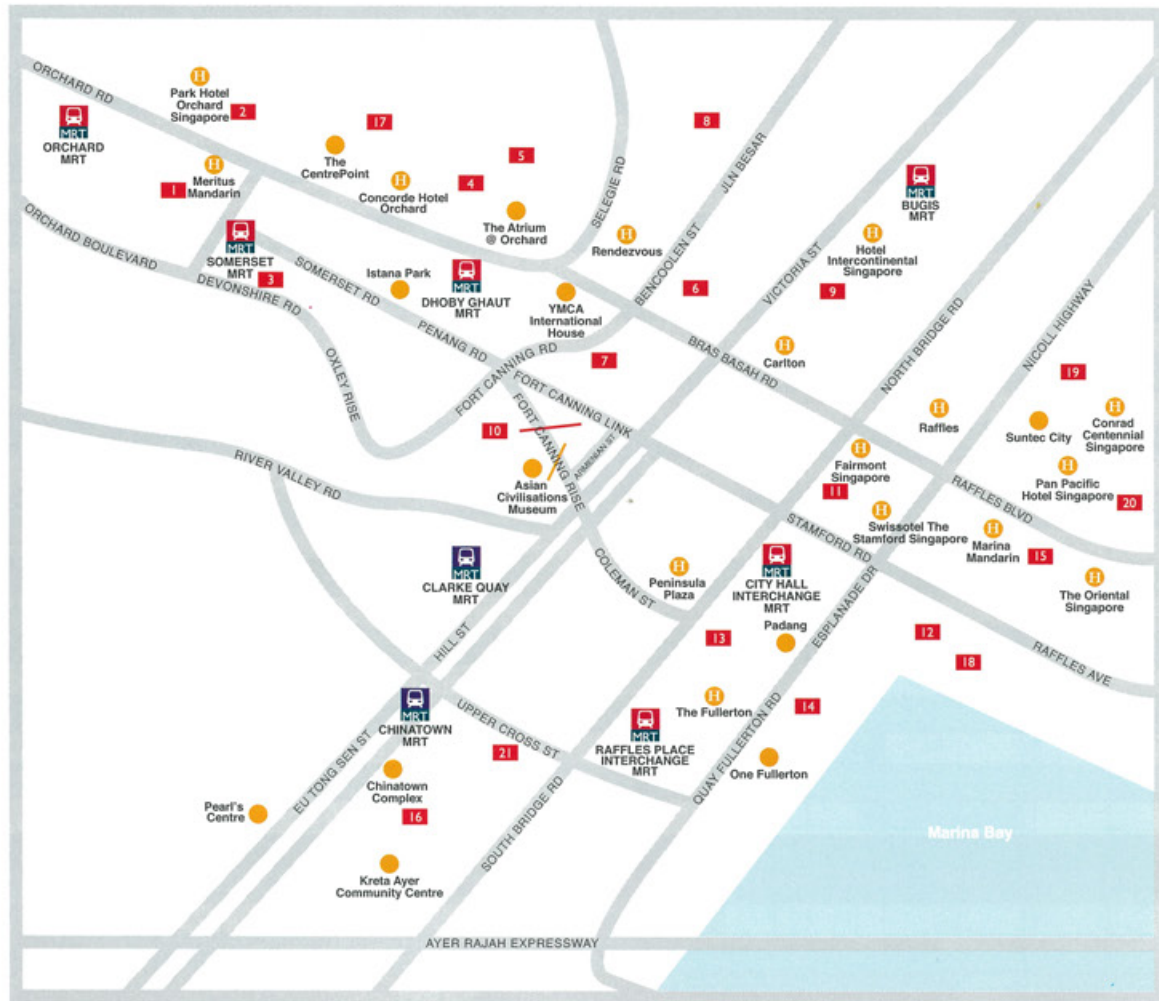 ORCHARD RD
Park Hotel
Orchard
Singapore
2
17
8
5
MRT
ORCHARD
MRT
The
CentrePoint
1
Meritus
Mandarin
Concorde Hotel
Orchard
4
The Atrium
@ Orchard
SELEGIE RD
JLN BESAR
MRT
BUGIS
MRT
ORCHARD BOULEVARD
MRT
SOMERSET
MRT
3
DEVONSHIRE RD
SOMERSET RD
Istana Park
MRT
DHOBY GHAUT
MRT
Rendezvous
BENCOOLEN ST
6
VICTORIA ST
Hotel
Intercontinental
Singapore
9
YMCA
International
House
PENANG RD
OXLEY RISE
FORT CANNING RD
7
BRAS BASAH RD
Carlton
NORTH BRIDGE RD
NICOLL HIGHWAY
19
FORT CANNING LINK
10
FORT CANNING RISE
ARMENIAN ST
Raffles
Suntec City
Conrad
Centennial
Singapore
RIVER VALLEY RD
Asian
Civilisations
Museum
Fairmont
Singapore
11
Pan Pacific
Hotel Singapore
20
RAFFLES BLVD
STAMFORD RD
Swissotel The
Stamford Singapore
Marina
Mandarin
15
The Oriental
Singapore
MRT
CLARKE QUAY
MRT
COLEMAN ST
Peninsula
Plaza
MRT
CITY HALL
INTERCHANGE
MRT
ESPLANADE DR
HILL ST
13
Padang
12
18
RAFFLES AVE
MRT
CHINATOWN
MRT
UPPER CROSS ST
The Fullerton
14
MRT
RAFFLES PLACE
INTERCHANGE
MRT
QUAY FULLERTON RD
21
One Fullerton
EU TONG SEN ST
Chinatown
Complex
Pearl's
Centre
16
SOUTH BRIDGE RD
Marina Bay
Kreta Ayer
Community Centre
AYER RAJAH EXPRESSWAY